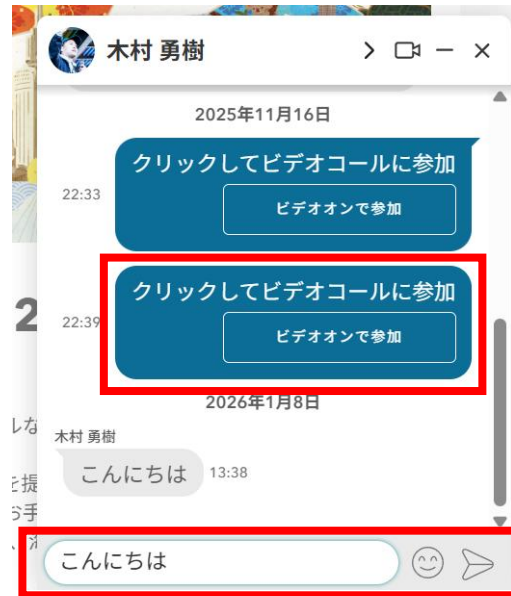 木村 勇樹
2025年11月16日
クリックしてビデオコールに参加
22:33
ビデオオンで参加
クリックしてビデオコールに参加
22:39
ビデオオンで参加
2
2026年1月8日
木村 勇樹
こんにちは 13:38
こんにちは